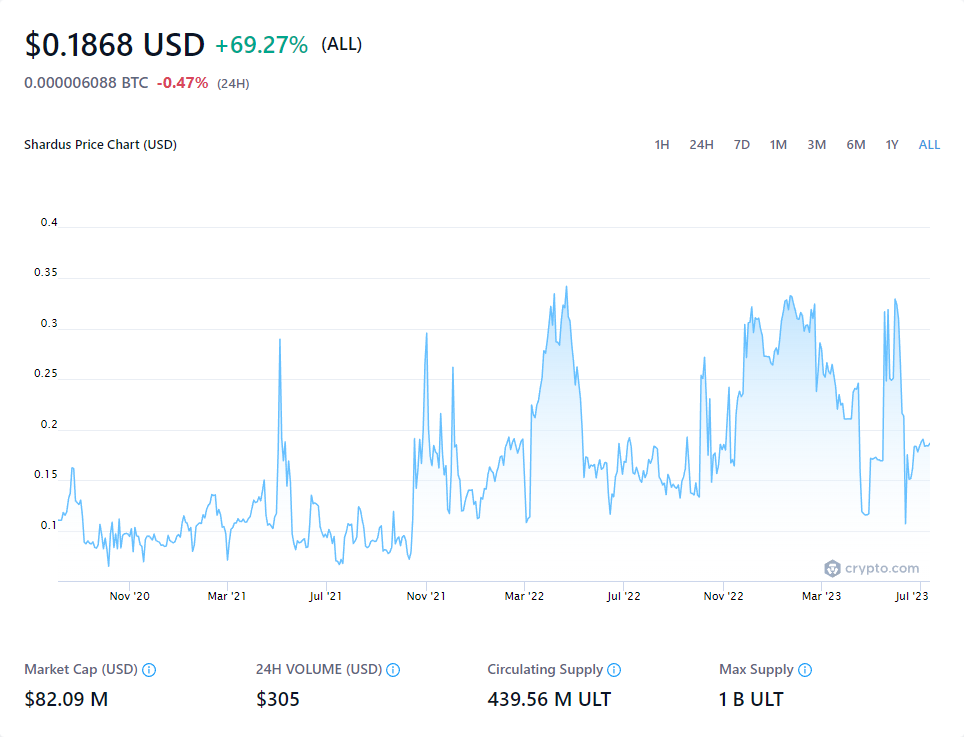 $0.1868 USD +69.27% (ALL)
0.000006088 BTC -0.47% (24H)
Shardus Price Chart (USD) 1H 24H 7D 1M 3M 6M 1Y ALL
0.4
0.35
0.3
0.25
0.2
0.15
0.1
crypto.com
Nov '20 Mar '21 Jul '21 Nov '21 Mar '22 Jul '22 Nov '22 Mar '23 Jul '23
Market Cap (USD) 24H VOLUME (USD) Circulating Supply Max Supply
$82.09 M $305 439.56 M ULT 1 B ULT